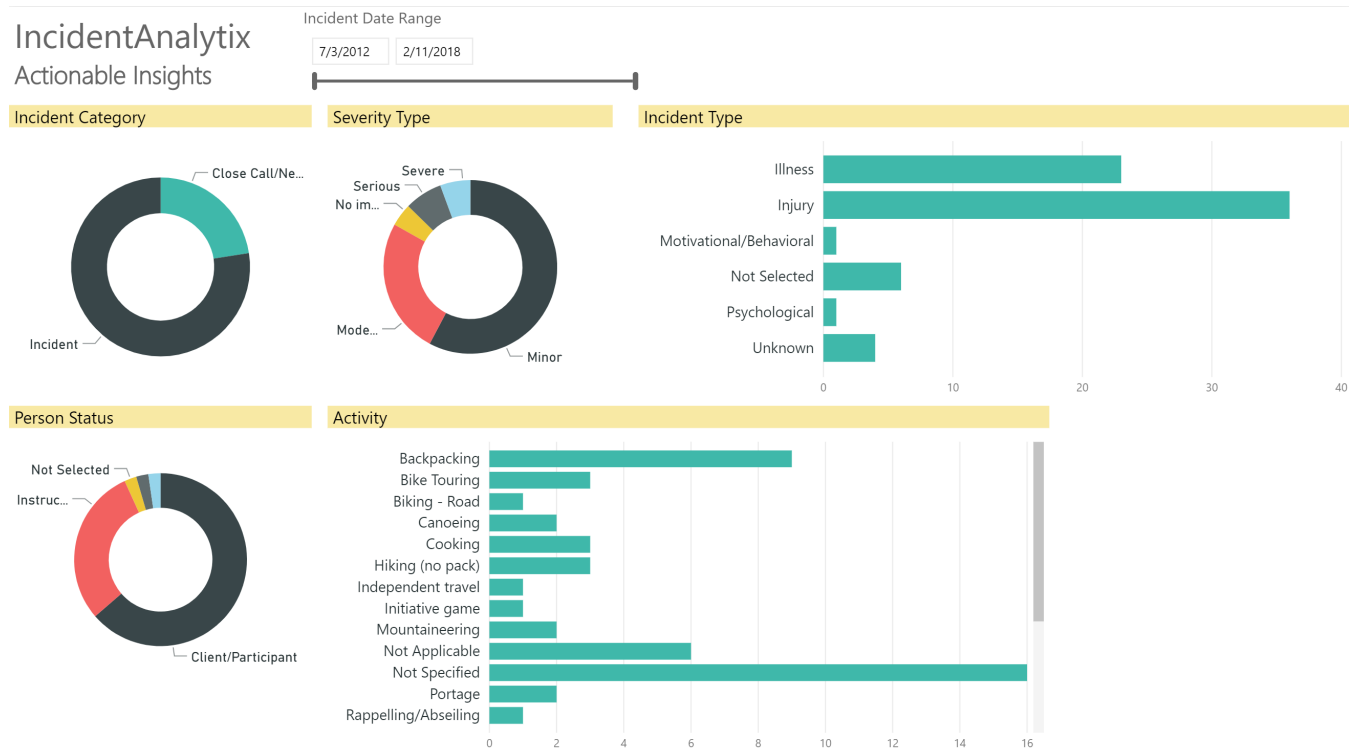 IncidentAnalytix
Actionable Insights
Incident Date Range
7/3/2012
2/11/2018
Incident Category
Close Call/Ne...
Incident
Severity Type
Severe
Serious
No im...
Mode...
Minor
Incident Type
Illness
Injury
Motivational/Behavioral
Not Selected
Psychological
Unknown
0
10
20
30
40
Person Status
Not Selected
Instruc...
Client/Participant
Activity
Backpacking
Bike Touring
Biking - Road
Canoeing
Cooking
Hiking (no pack)
Independent travel
Initiative game
Mountaineering
Not Applicable
Not Specified
Portage
Rappelling/Abseiling
0
2
4
6
8
10
12
14
16